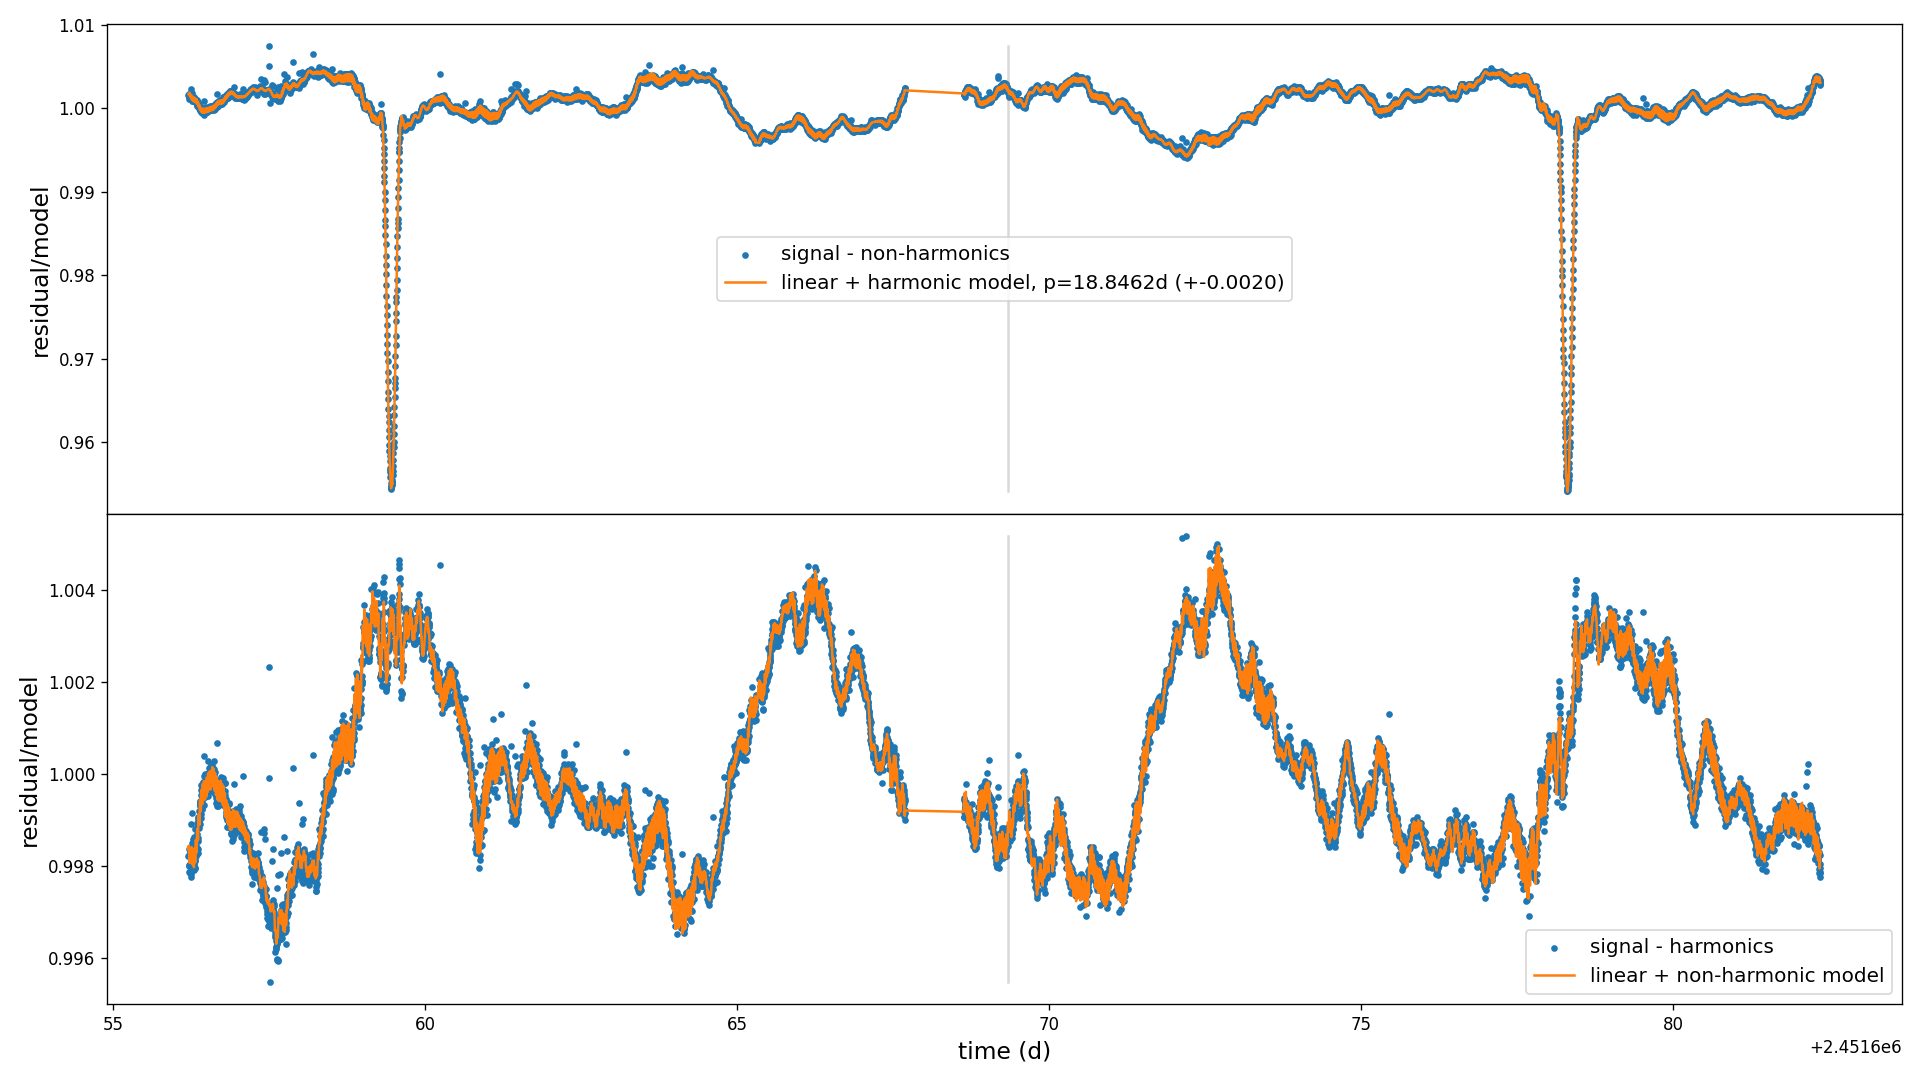 1.01
1.00
0.99
0.98
0.97
0.96
residual/model
signal - non-harmonics
linear + harmonic model, p=18.8462d (+-0.0020)
1.004
1.002
1.000
0.998
0.996
residual/model
signal - harmonics
linear + non-harmonic model
55 60 65 70 75 80
time (d)
+2.4516e6